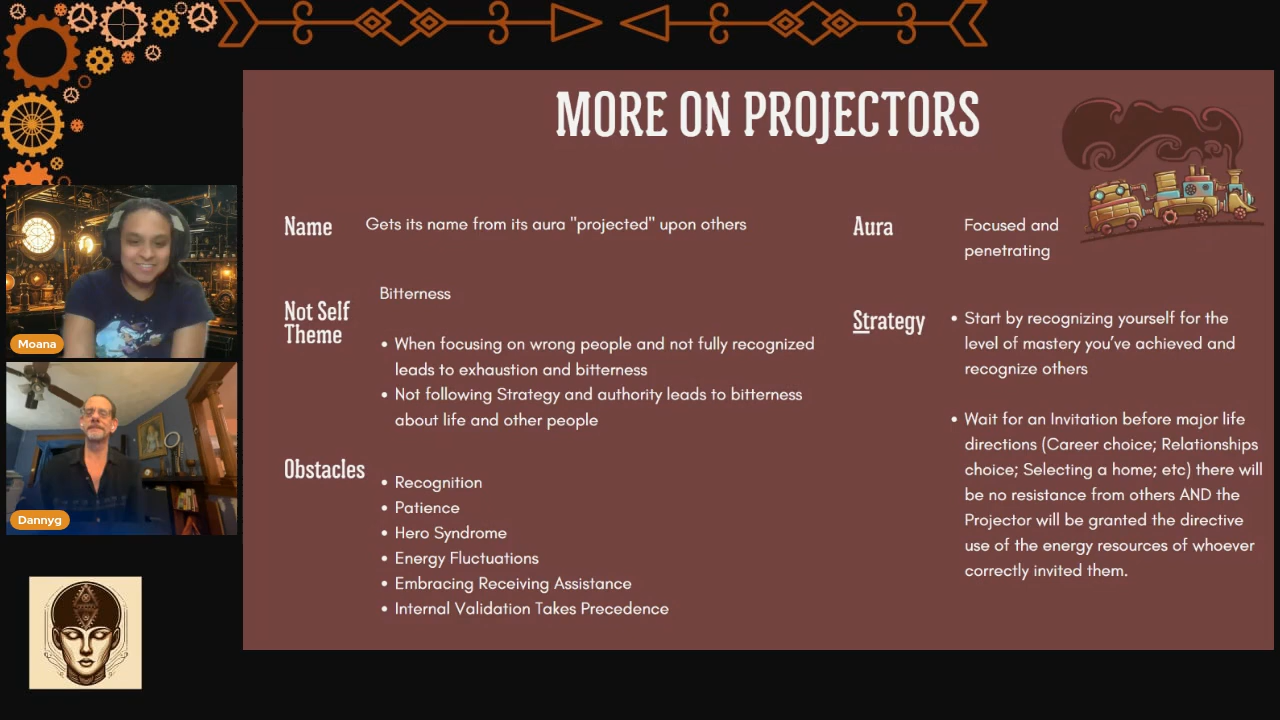 MORE ON PROJECTORS
Name
Gets its name from its aura "projected" upon others
Not Self
Theme
Bitterness
• When focusing on wrong people and not fully recognized
leads to exhaustion and bitterness
• Not following Strategy and authority leads to bitterness
about life and other people
Obstacles
• Recognition
• Patience
• Hero Syndrome
• Energy Fluctuations
• Embracing Receiving Assistance
• Internal Validation Takes Precedence
Aura
Focused and
penetrating
Strategy
• Start by recognizing yourself for the
level of mastery you’ve achieved and
recognize others
• Wait for an Invitation before major life
directions (Career choice; Relationships
choice; Selecting a home; etc) there will
be no resistance from others AND the
Projector will be granted the directive
use of the energy resources of whoever
correctly invited them.
Moana
Dannyg